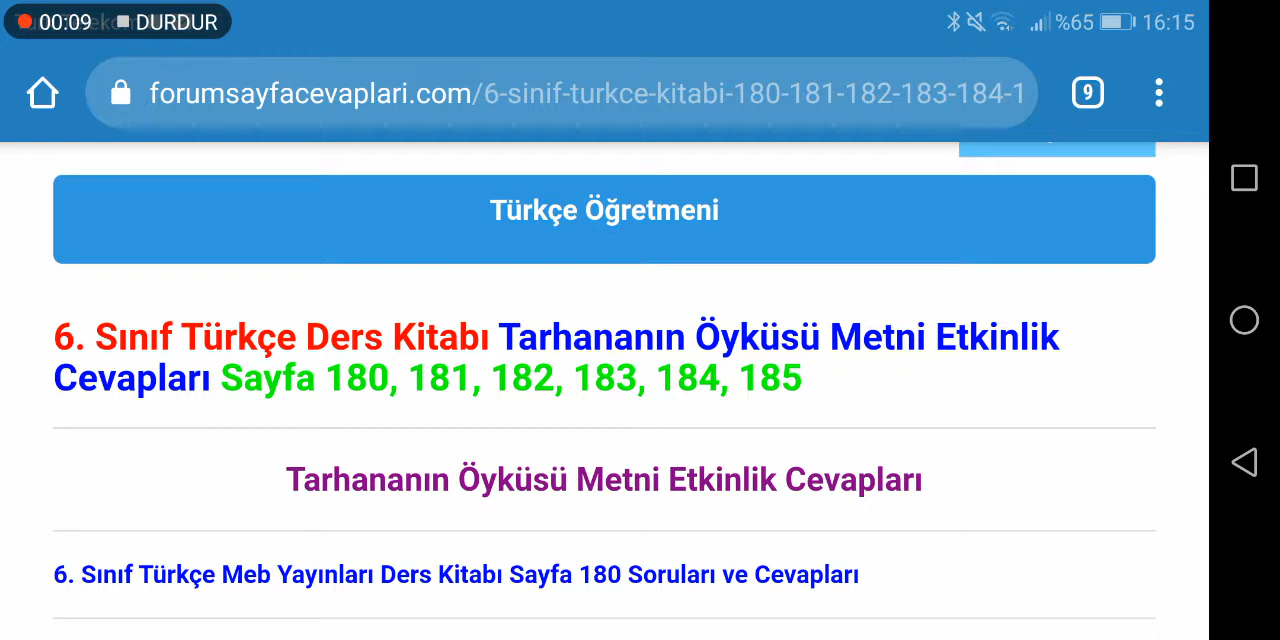 00:09 DURDUR %65 16:15
forumsayfacevaplari.com/6-sinif-turkce-kitabi-180-181-182-183-184-1 9
Türkçe Öğretmeni
6. Sınıf Türkçe Ders Kitabı Tarhananın Öyküsü Metni Etkinlik
Cevapları Sayfa 180, 181, 182, 183, 184, 185
Tarhananın Öyküsü Metni Etkinlik Cevapları
6. Sınıf Türkçe Meb Yayınları Ders Kitabı Sayfa 180 Soruları ve Cevapları